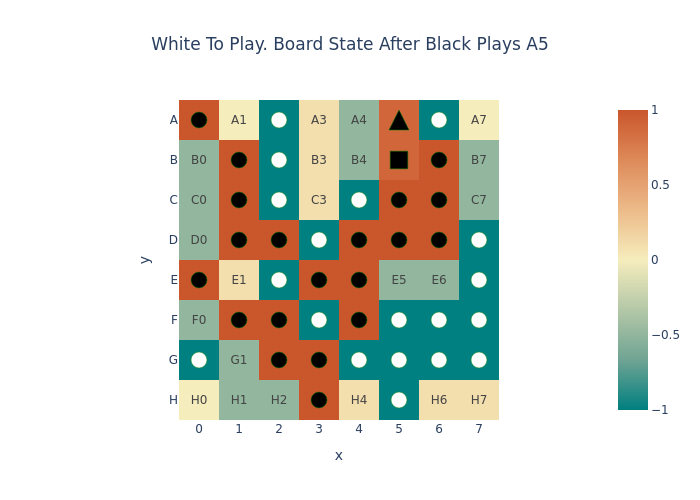 White To Play. Board State After Black Plays A5
A A1 A3 A4 A7
B B0 B3 B4 B7
C C0 C3 C7
D D0
E E1 E5 E6
F F0
G G1
H H0 H1 H2 H4 H6 H7
0 1 2 3 4 5 6 7
x
y
1
0.5
0
−0.5
−1